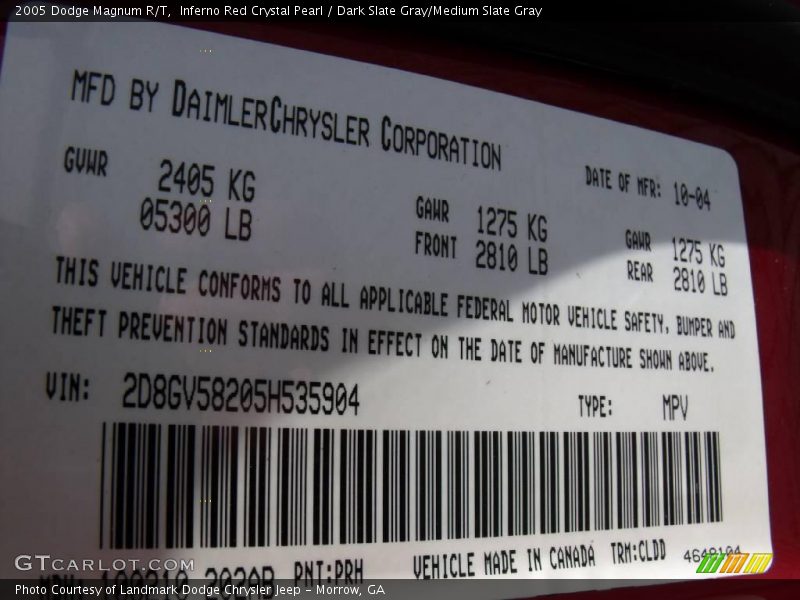 2005 Dodge Magnum R/T,  Inferno Red Crystal Pearl / Dark Slate Gray/Medium Slate Gray
MFD BY DAIMLERCHRYSLER CORPORATION
DATE OF MFR: 10-04
GVWR 2405 KG
05300 LB
GAWR FRONT 1275 KG
2810 LB
GAWR REAR 1275 KG
2810 LB
THIS VEHICLE CONFORMS TO ALL APPLICABLE FEDERAL MOTOR VEHICLE SAFETY, BUMPER AND
THEFT PREVENTION STANDARDS IN EFFECT ON THE DATE OF MANUFACTURE SHOWN ABOVE.
VIN: 2D8GV58205H535904 TYPE: MPV
PNT:PRH VEHICLE MADE IN CANADA TRM:CLDD
GTCARLOT.COM
Photo Courtesy of Landmark Dodge Chrysler Jeep - Morrow, GA